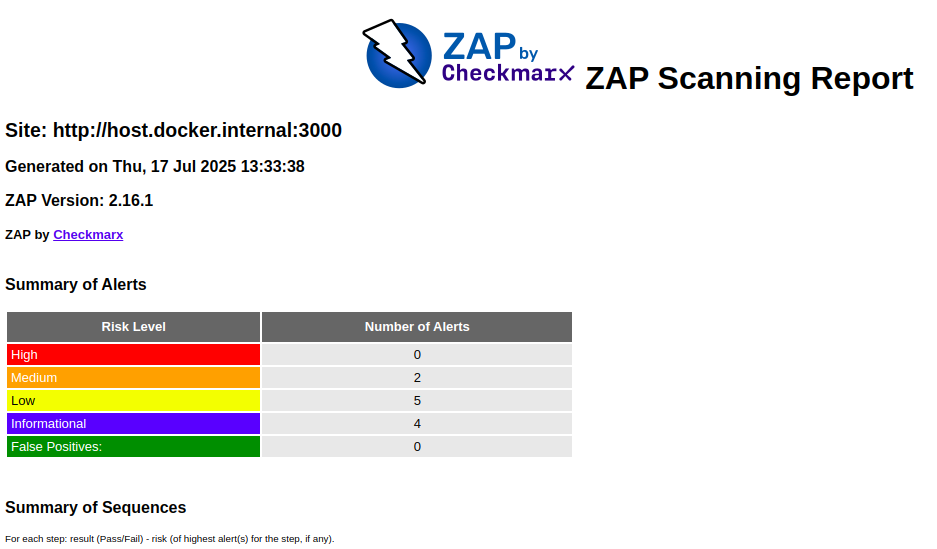 ZAP by
Checkmarx ZAP Scanning Report
Site: http://host.docker.internal:3000
Generated on Thu, 17 Jul 2025 13:33:38
ZAP Version: 2.16.1
ZAP by Checkmarx
Summary of Alerts
Risk Level Number of Alerts
High 0
Medium 2
Low 5
Informational 4
False Positives: 0
Summary of Sequences
For each step: result (Pass/Fail) - risk (of highest alert(s) for the step, if any).